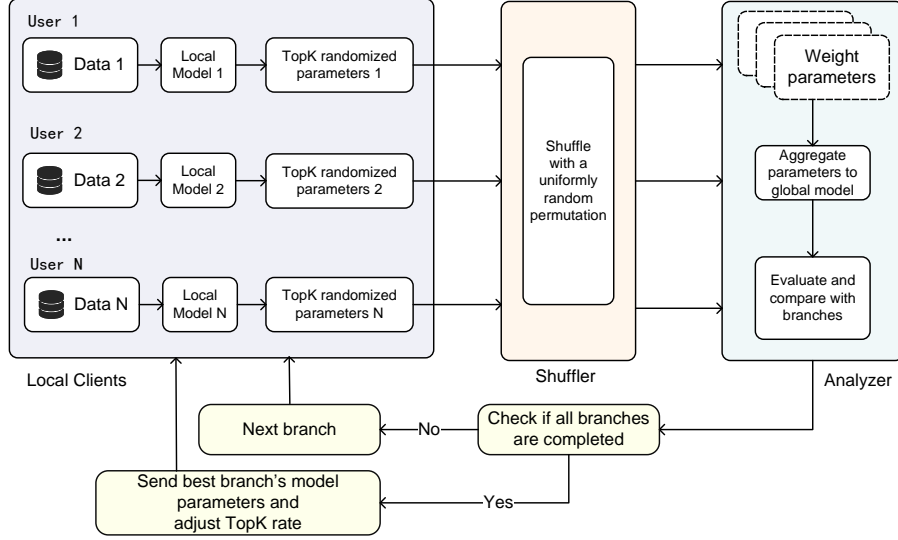 User 1
Data 1
Local
Model 1
TopK randomized
parameters 1
User 2
Data 2
Local
Model 2
TopK randomized
parameters 2
...
User N
Data N
Local
Model N
TopK randomized
parameters N
Local Clients
Shuffle
with a
uniformly
random
permutation
Shuffler
Weight
parameters
Aggregate
parameters to
global model
Evaluate and
compare with
branches
Analyzer
Next branch
No
Check if all branches
are completed
Send best branch's model
parameters and
adjust TopK rate
Yes